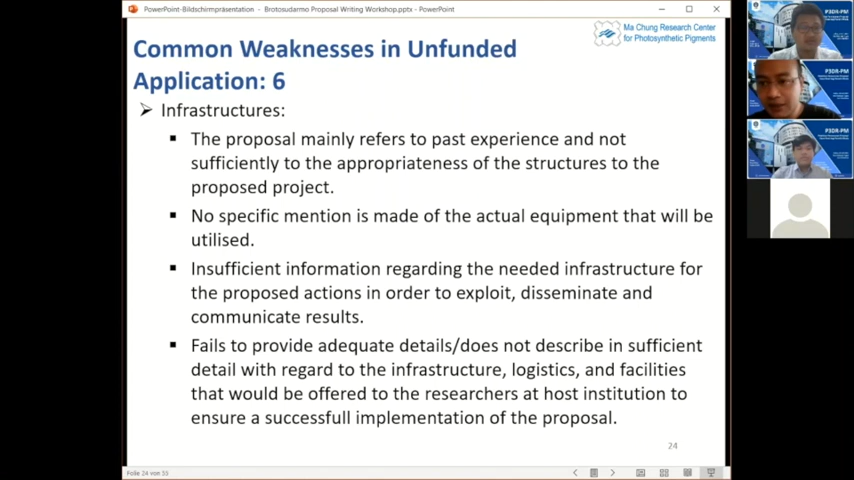 PowerPoint-Bildschirmpräsentation - Brotosudarmo Proposal Writing Workshop.pptx - PowerPoint
Ma Chung Research Center
for Photosynthetic Pigments
Common Weaknesses in Unfunded
Application: 6
➢ Infrastructures:
▪ The proposal mainly refers to past experience and not
sufficiently to the appropriateness of the structures to the
proposed project.
▪ No specific mention is made of the actual equipment that will be
utilised.
▪ Insufficient information regarding the needed infrastructure for
the proposed actions in order to exploit, disseminate and
communicate results.
▪ Fails to provide adequate details/does not describe in sufficient
detail with regard to the infrastructure, logistics, and facilities
that would be offered to the researchers at host institution to
ensure a successfull implementation of the proposal.
24
Folie 24 von 55
P3DR-PM
P3DR-PM
P3DR-PM